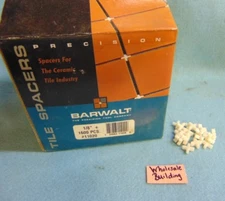 TILE SPACERS
PRECISION
Spacers For
The Ceramic
Tile Industry
BARWALT
1/8" +
1000 PCS
Wholesale
Building